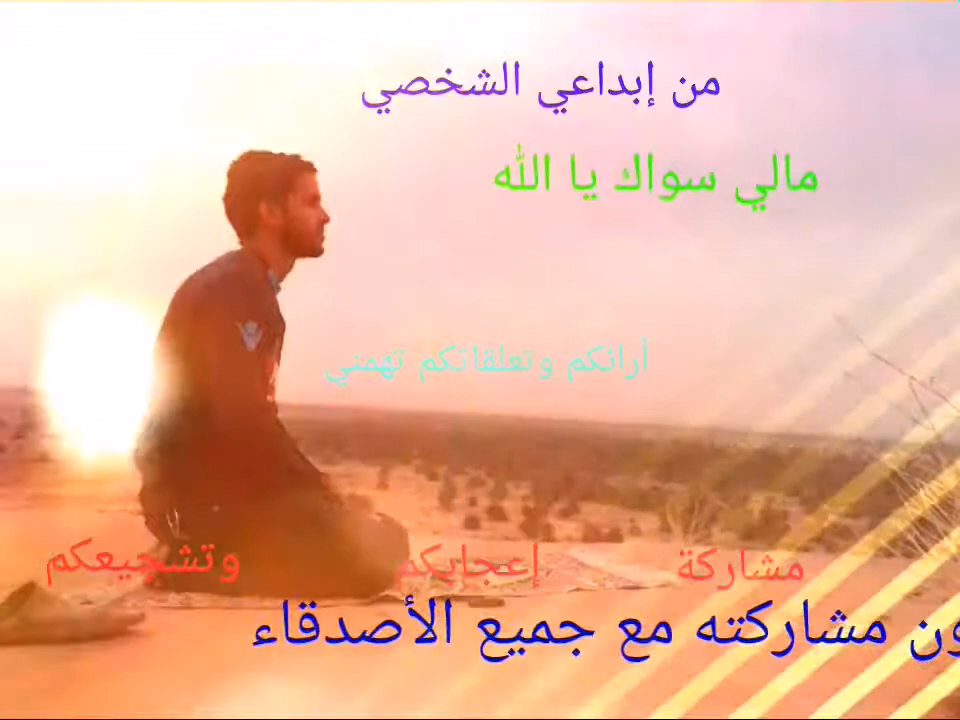 من إبداعي الشخصي
مالي سواك يا الله
أرائكم وتعلقاتكم تهمني
مشاركة إعجابكم وتشجيعكم
مشاركته مع جميع الأصدقاء